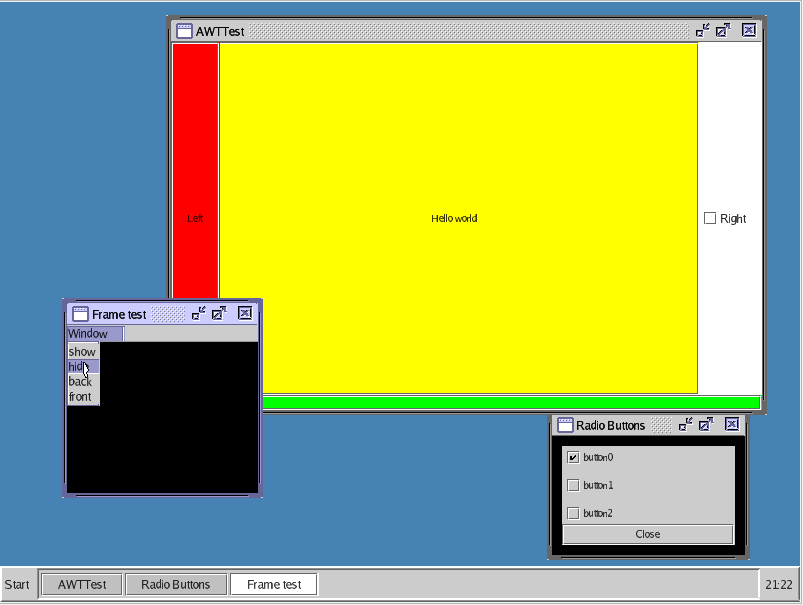 AWTTest
Left
Hello world
Right
Frame test
Window
show
hide
back
front
Radio Buttons
button0
button1
button2
Close
Start
AWTTest
Radio Buttons
Frame test
21:22